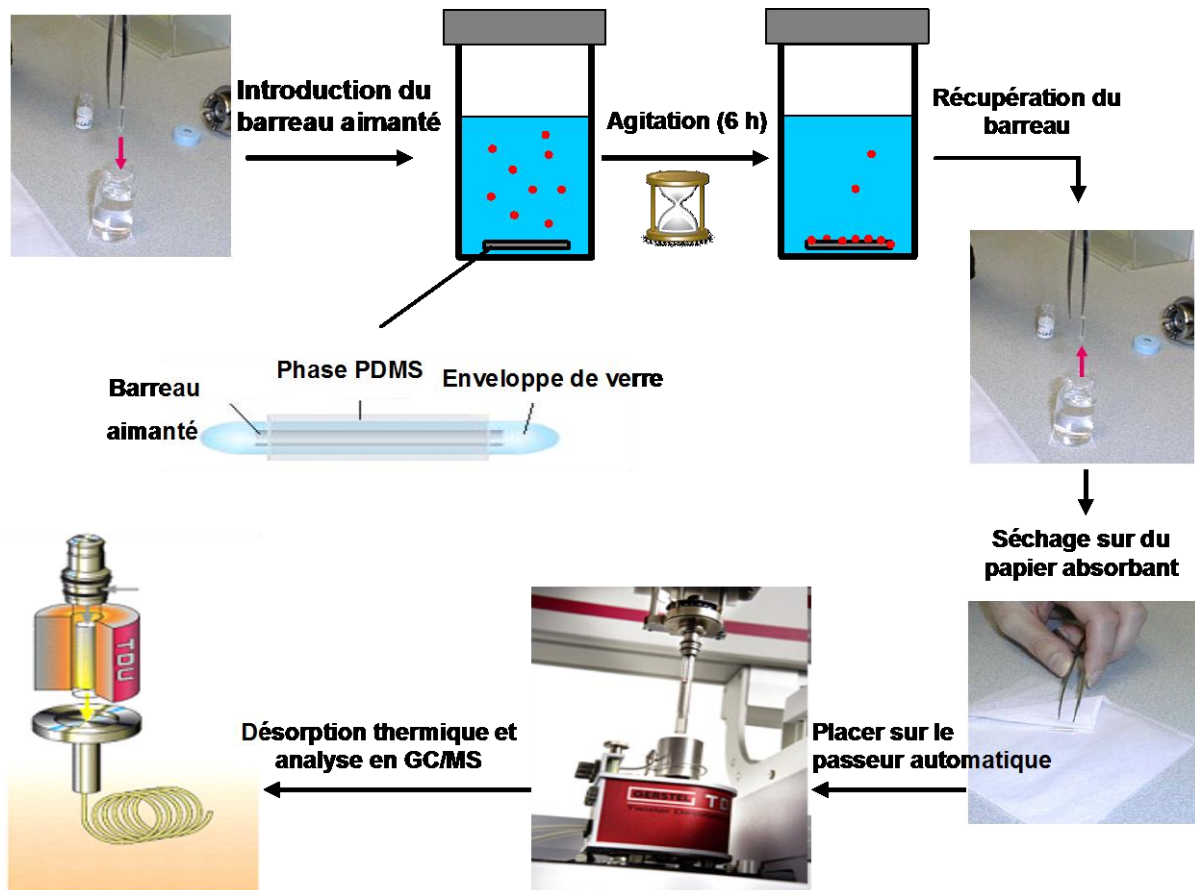 Introduction du
barreau aimanté
Agitation (6 h)
Récupération du
barreau
Phase PDMS
Enveloppe de verre
Barreau
aimanté
Séchage sur du
papier absorbant
TDU
Désorption thermique et
analyse en GC/MS
GERSTEL TD
Placer sur le
passeur automatique